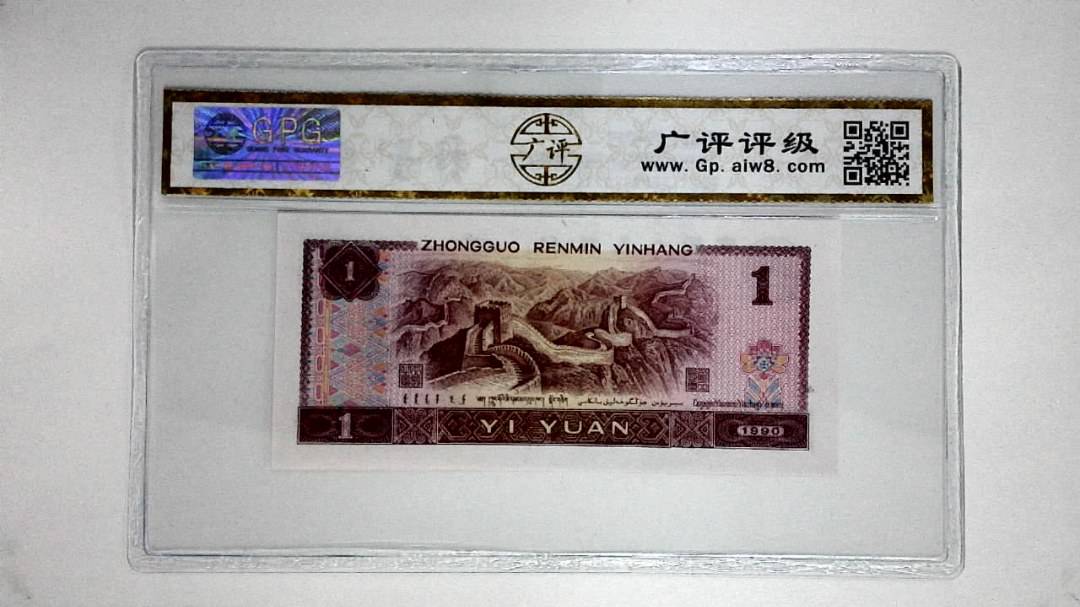 GPG
广评
广评评级
www. Gp. aiw8. com
ZHONGGUO RENMIN YINHANG
1
1
1
YI YUAN
1990